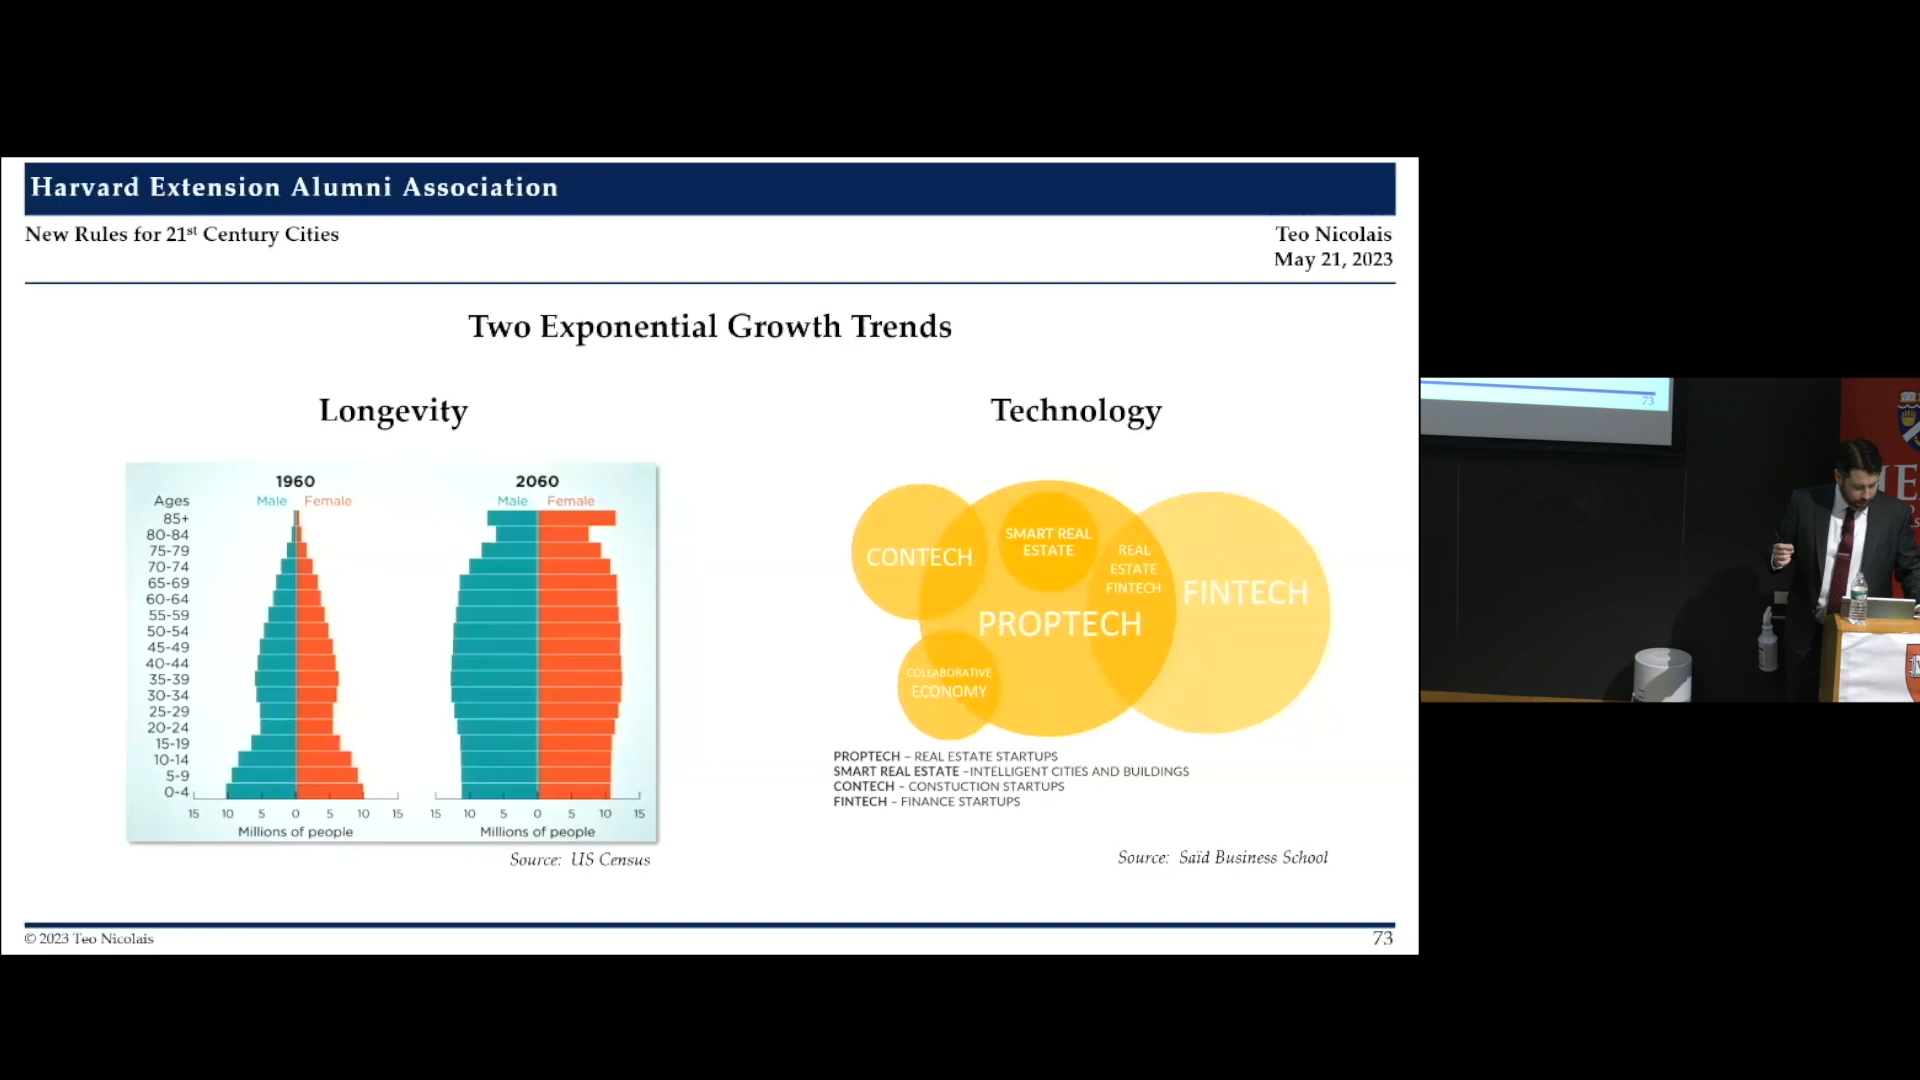 Harvard Extension Alumni Association
New Rules for 21st Century Cities
Teo Nicolais
May 21, 2023
Two Exponential Growth Trends
Longevity
1960
2060
Ages
Male Female
Male Female
85+
80-84
75-79
70-74
65-69
60-64
55-59
50-54
45-49
40-44
35-39
30-34
25-29
20-24
15-19
10-14
5-9
0-4
15 10 5 0 5 10 15
15 10 5 0 5 10 15
Millions of people
Millions of people
Source: US Census
Technology
CONTECH
SMART REAL
ESTATE
REAL
ESTATE
FINTECH
FINTECH
PROPTECH
COLLABORATIVE
ECONOMY
PROPTECH – REAL ESTATE STARTUPS
SMART REAL ESTATE –INTELLIGENT CITIES AND BUILDINGS
CONTECH – CONSTUCTION STARTUPS
FINTECH – FINANCE STARTUPS
Source: Saïd Business School
© 2023 Teo Nicolais
73
73